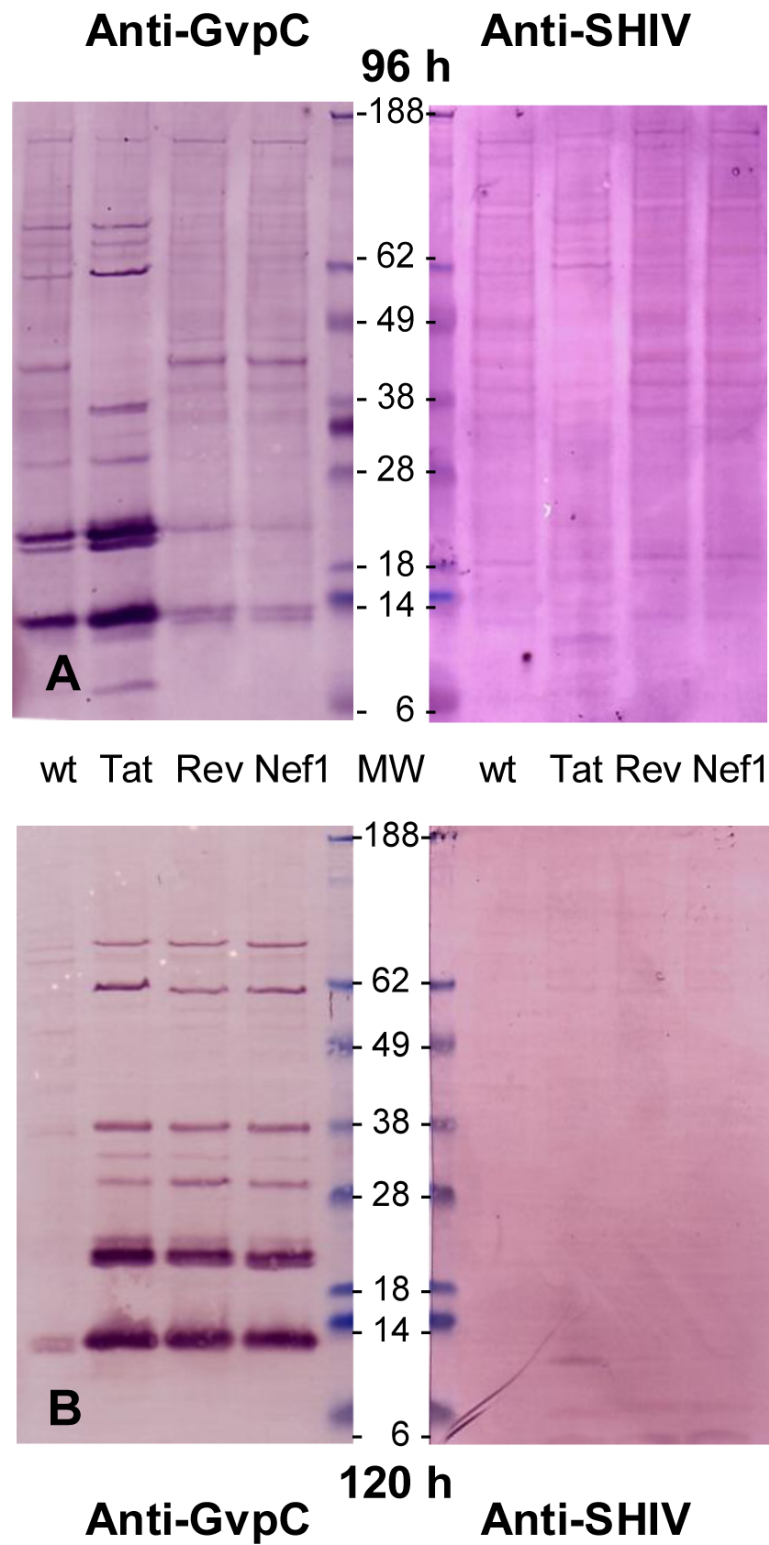 Anti-GvpC Anti-SHIV
96 h
-188-
- 62 -
- 49 -
- 38 -
- 28 -
- 18 -
- 14 -
A
- 6 -
wt Tat Rev Nef1 MW wt Tat Rev Nef1
-188-
- 62 -
- 49 -
- 38 -
- 28 -
- 18 -
- 14 -
B
- 6 -
120 h
Anti-GvpC Anti-SHIV